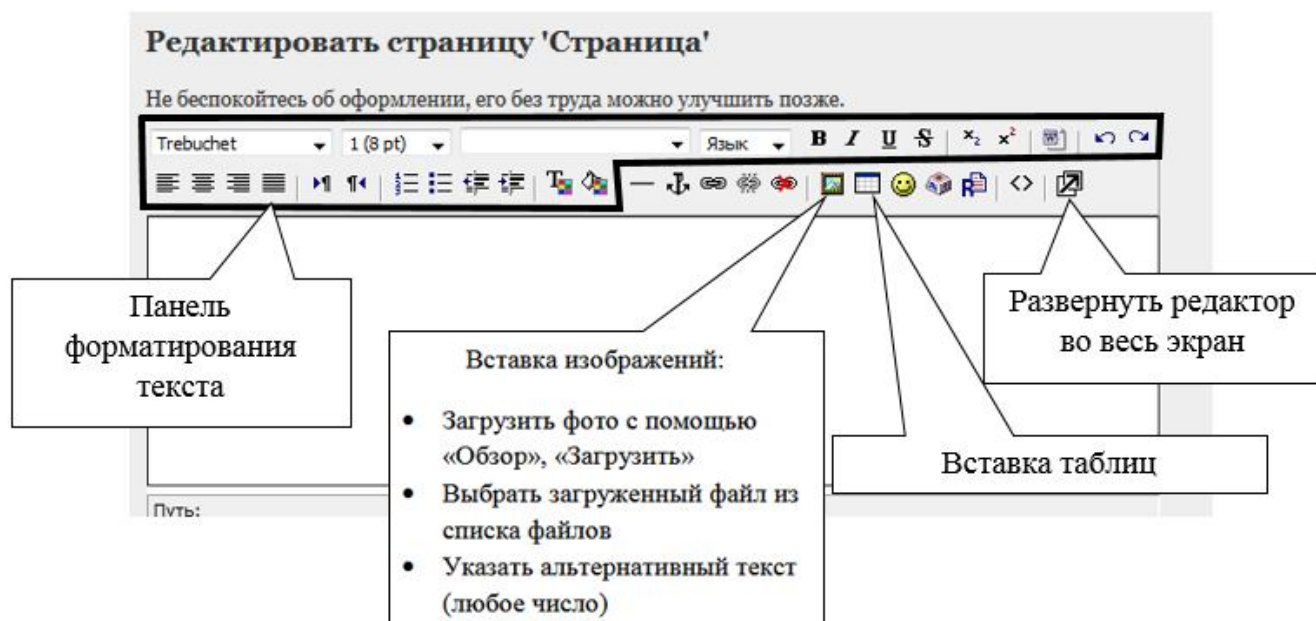 Редактировать страницу 'Страница'
Не беспокойтесь об оформлении, его без труда можно улучшить позже.
Trebuchet 1 (8 pt) Язык B I U S x₂ x²
Панель
форматирования
текста
Вставка изображений:
• Загрузить фото с помощью
«Обзор», «Загрузить»
• Выбрать загруженный файл из
списка файлов
• Указать альтернативный текст
(любое число)
Развернуть редактор
во весь экран
Вставка таблиц
Путь: